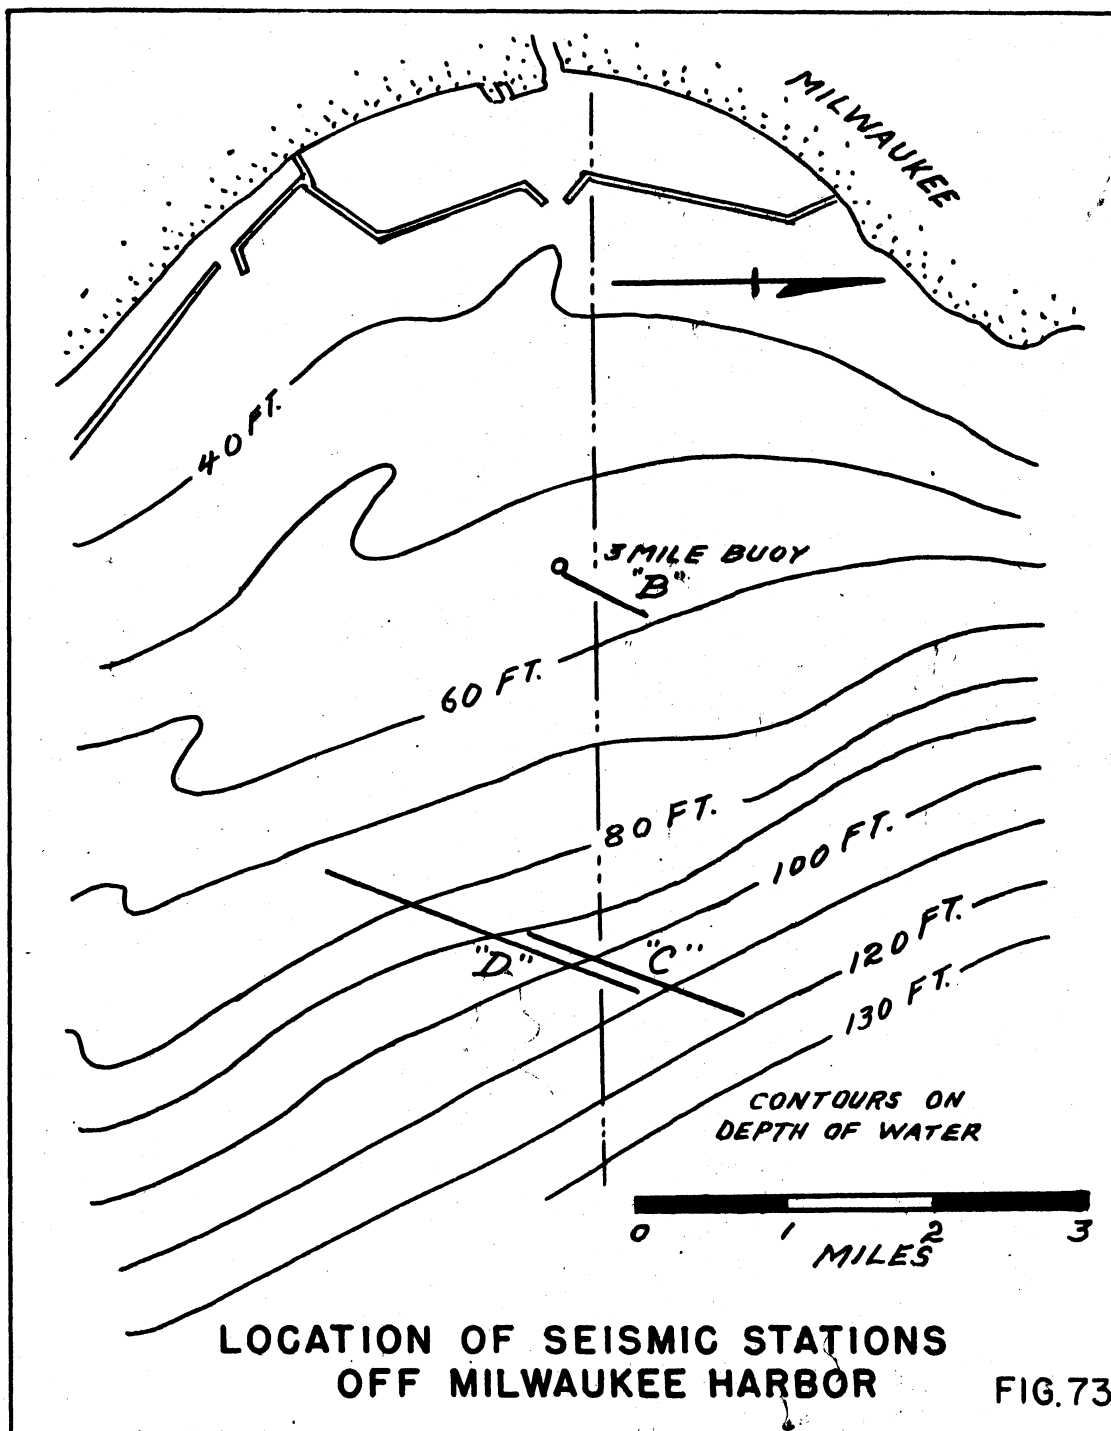 MILWAUKEE
40 FT.
3 MILE BUOY
"B"
60 FT.
80 FT.
100 FT.
"D"
"C"
120 FT.
130 FT.
CONTOURS ON
DEPTH OF WATER
0 1 2 3
MILES
LOCATION OF SEISMIC STATIONS
OFF MILWAUKEE HARBOR
FIG. 73